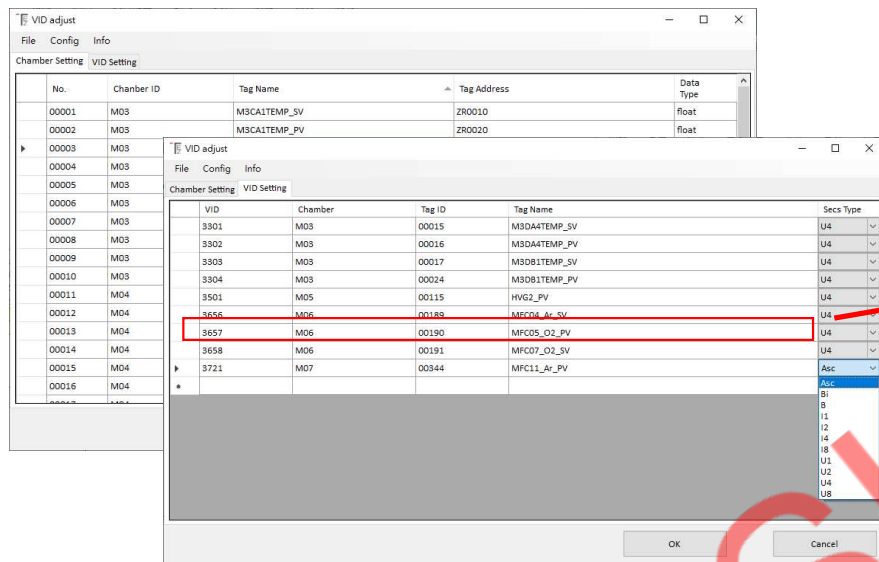 VID adjust
File Config Info
Chamber Setting VID Setting
No. Chanber ID Tag Name Tag Address Data Type
00001 M03 M3CA1TEMP_SV ZR0010 float
00002 M03 M3CA1TEMP_PV ZR0020 float
00003 M03
00004 M03
00005 M03
00006 M03
00007 M03
00008 M03
00009 M03
00010 M03
00011 M04
00012 M04
00013 M04
00014 M04
00015 M04
00016 M04
VID adjust
File Config Info
Chamber Setting VID Setting
VID Chamber Tag ID Tag Name Secs Type
3301 M03 00015 M3DA4TEMP_SV U4
3302 M03 00016 M3DA4TEMP_PV U4
3303 M03 00017 M3DB1TEMP_SV U4
3304 M03 00024 M3DB1TEMP_PV U4
3501 M05 00115 HVG2_PV U4
3656 M06 00189 MFC04_Ar_SV U4
3657 M06 00190 MFC05_O2_PV U4
3658 M06 00191 MFC07_O2_SV U4
3721 M07 00344 MFC11_Ar_PV Asc
Asc
Bi
B
I1
I2
I4
I8
U1
U2
U4
U8
OK Cancel